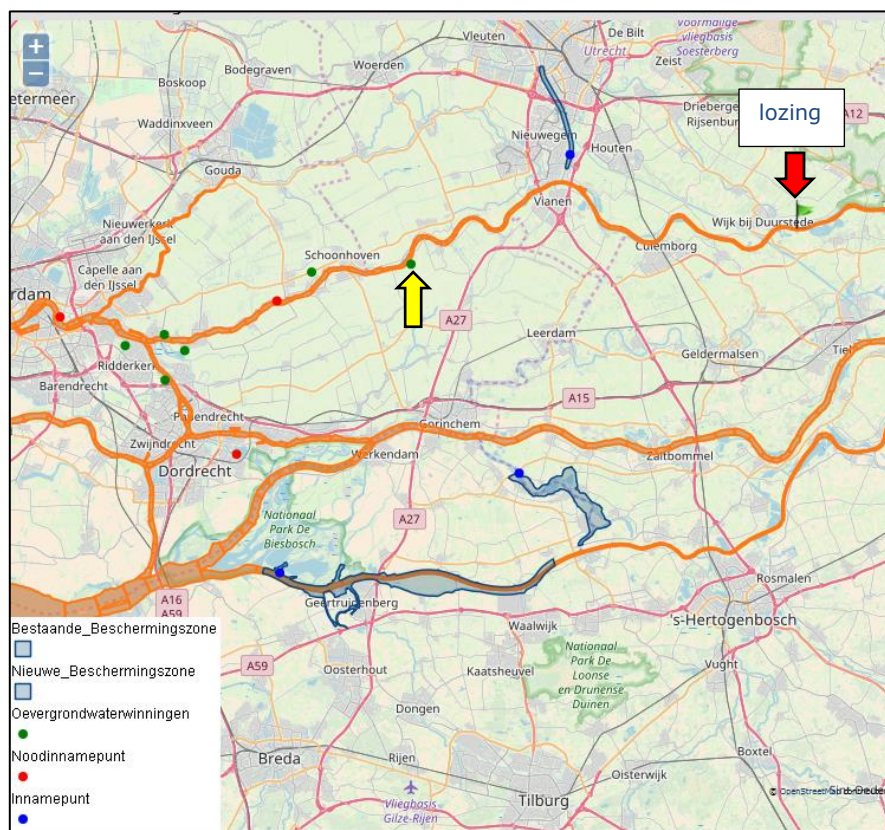 +
−
De Bilt
Voormalige
vliegbasis
Soesterberg
Vleuten
Utrecht
Woerden
Zeist
Bodegraven
Boskoop
Waddinxveen
Driebergen
Rijsenburg
lozing
A12
Nieuwegein
Houten
Gouda
Vianen
Wijk bij Duurstede
Nieuwerkerk
aan den IJssel
Schoonhoven
Culemborg
Capelle aan
den IJssel
A27
Leerdam
Geldermalsen
Tiel
Ridderkerk
Barendrecht
A15
Papendrecht
Gorinchem
Zwijndrecht
Werkendam
Zaltbommel
Dordrecht
A27
Nationaal
Park De
Biesbosch
Rosmalen
A16
A59
Geertruidenberg
Waalwijk
's-Hertogenbosch
Bestaande_Beschermingszone
Nieuwe_Beschermingszone
A59
Oosterhout
Kaatsheuvel
Nationaal
Park De
Loonse
en Drunense
Duinen
Vught
Oevergrondwaterwinningen
Dongen
Boxtel
Noodinnamepunt
Breda
Rijen
Oisterwijk
Innamepunt
Vliegbasis
Gilze-Rijen
Tilburg
© OpenStreetMap